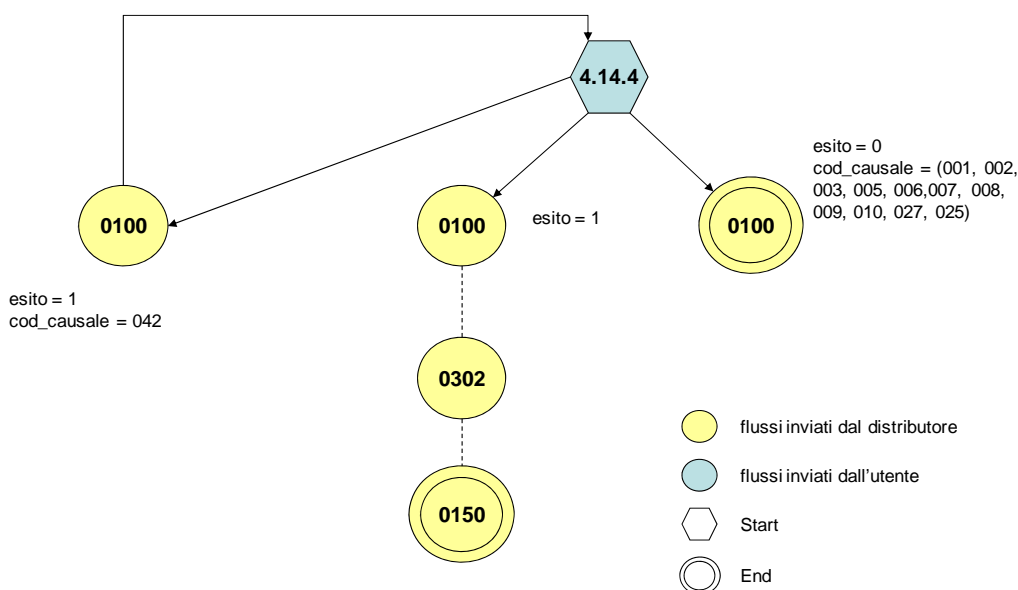 4.14.4
esito = 0
cod_causale = (001, 002,
003, 005, 006,007, 008,
009, 010, 027, 025)
0100
0100
esito = 1
0100
esito = 1
cod_causale = 042
0302
0150
flussi inviati dal distributore
flussi inviati dall'utente
Start
End